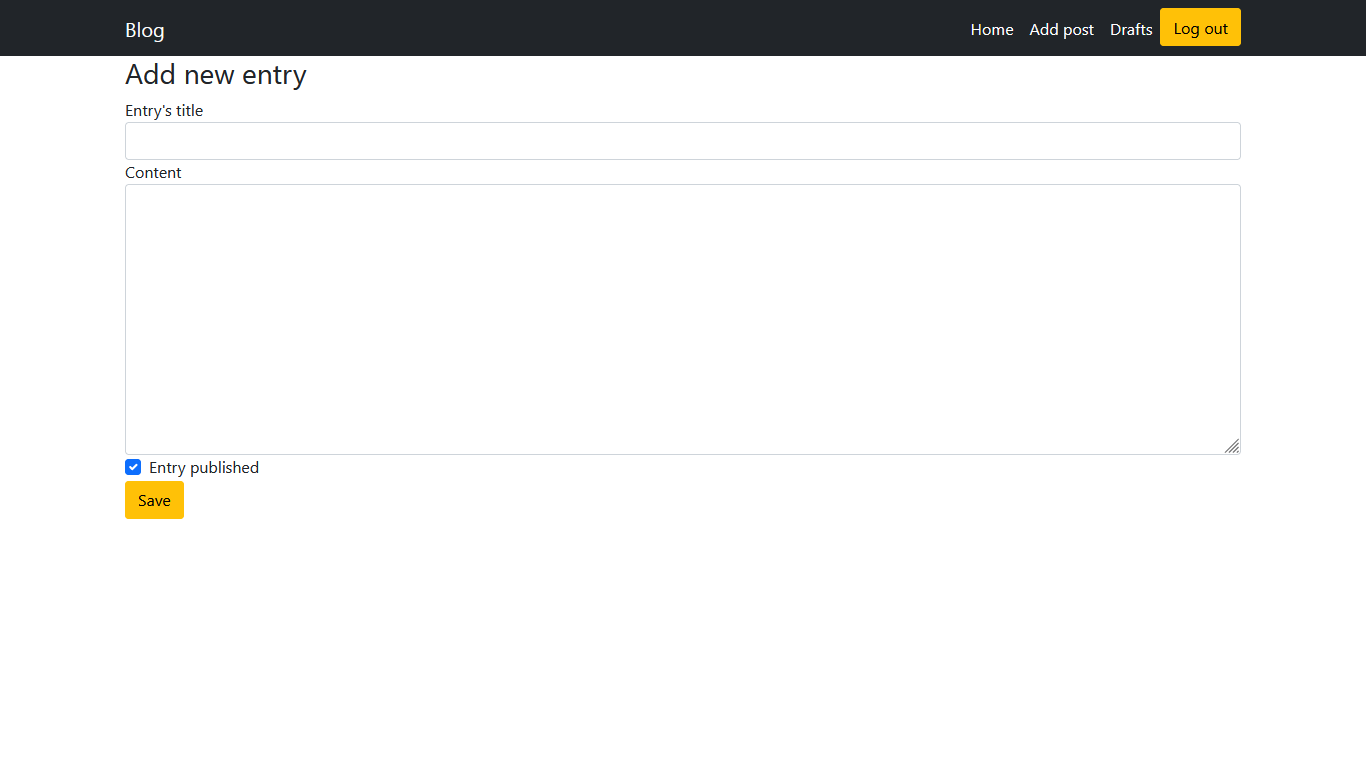 Blog
Home Add post Drafts Log out
Add new entry
Entry's title
Content
Entry published
Save